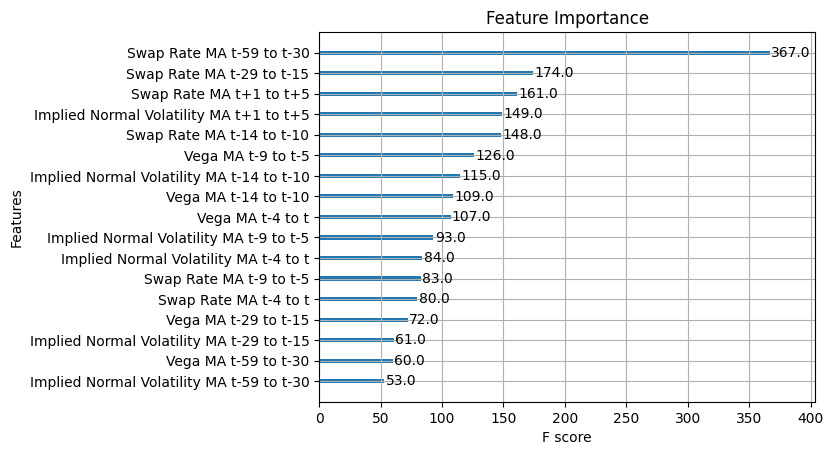 Feature Importance
Features
Swap Rate MA t-59 to t-30 367.0
Swap Rate MA t-29 to t-15 174.0
Swap Rate MA t+1 to t+5 161.0
Implied Normal Volatility MA t+1 to t+5 149.0
Swap Rate MA t-14 to t-10 148.0
Vega MA t-9 to t-5 126.0
Implied Normal Volatility MA t-14 to t-10 115.0
Vega MA t-14 to t-10 109.0
Vega MA t-4 to t 107.0
Implied Normal Volatility MA t-9 to t-5 93.0
Implied Normal Volatility MA t-4 to t 84.0
Swap Rate MA t-9 to t-5 83.0
Swap Rate MA t-4 to t 80.0
Vega MA t-29 to t-15 72.0
Implied Normal Volatility MA t-29 to t-15 61.0
Vega MA t-59 to t-30 60.0
Implied Normal Volatility MA t-59 to t-30 53.0
0 50 100 150 200 250 300 350 400
F score